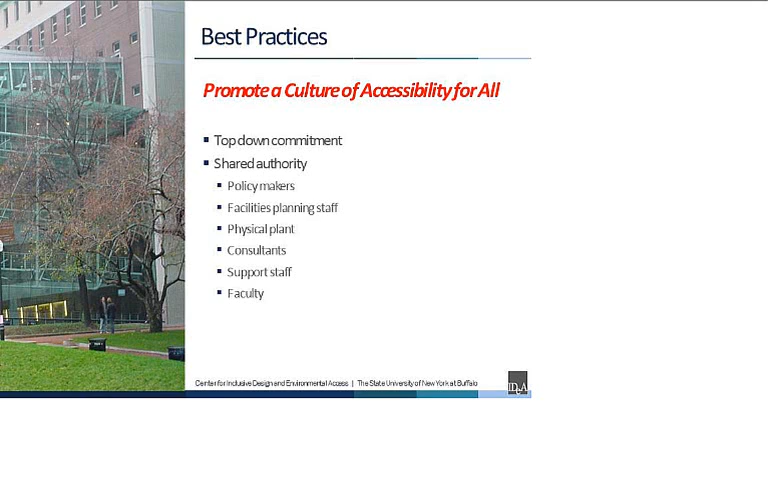 Best Practices
Promote a Culture of Accessibility for All
Top down commitment
Shared authority
Policy makers
Facilities planning staff
Physical plant
Consultants
Support staff
Faculty
Center for Inclusive Design and Environmental Access | The State University of New York at Buffalo
IDeA